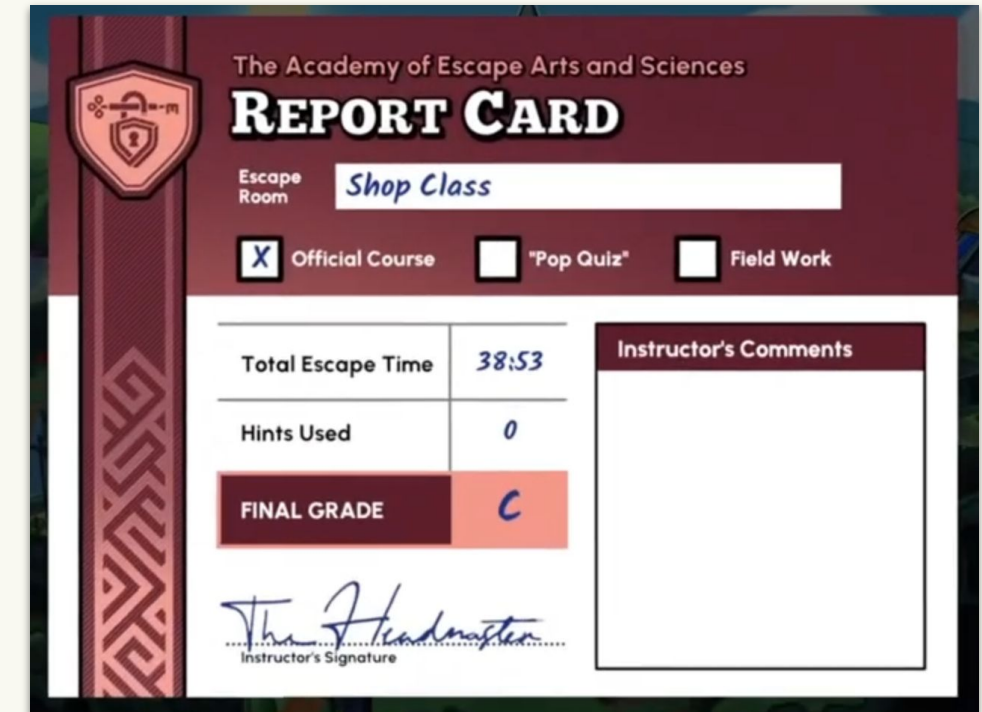 The Academy of Escape Arts and Sciences
REPORT CARD
Escape
Room
Shop Class
X Official Course
"Pop Quiz"
Field Work
Total Escape Time 38:53
Hints Used 0
FINAL GRADE C
The Headmaster
Instructor's Signature
Instructor's Comments